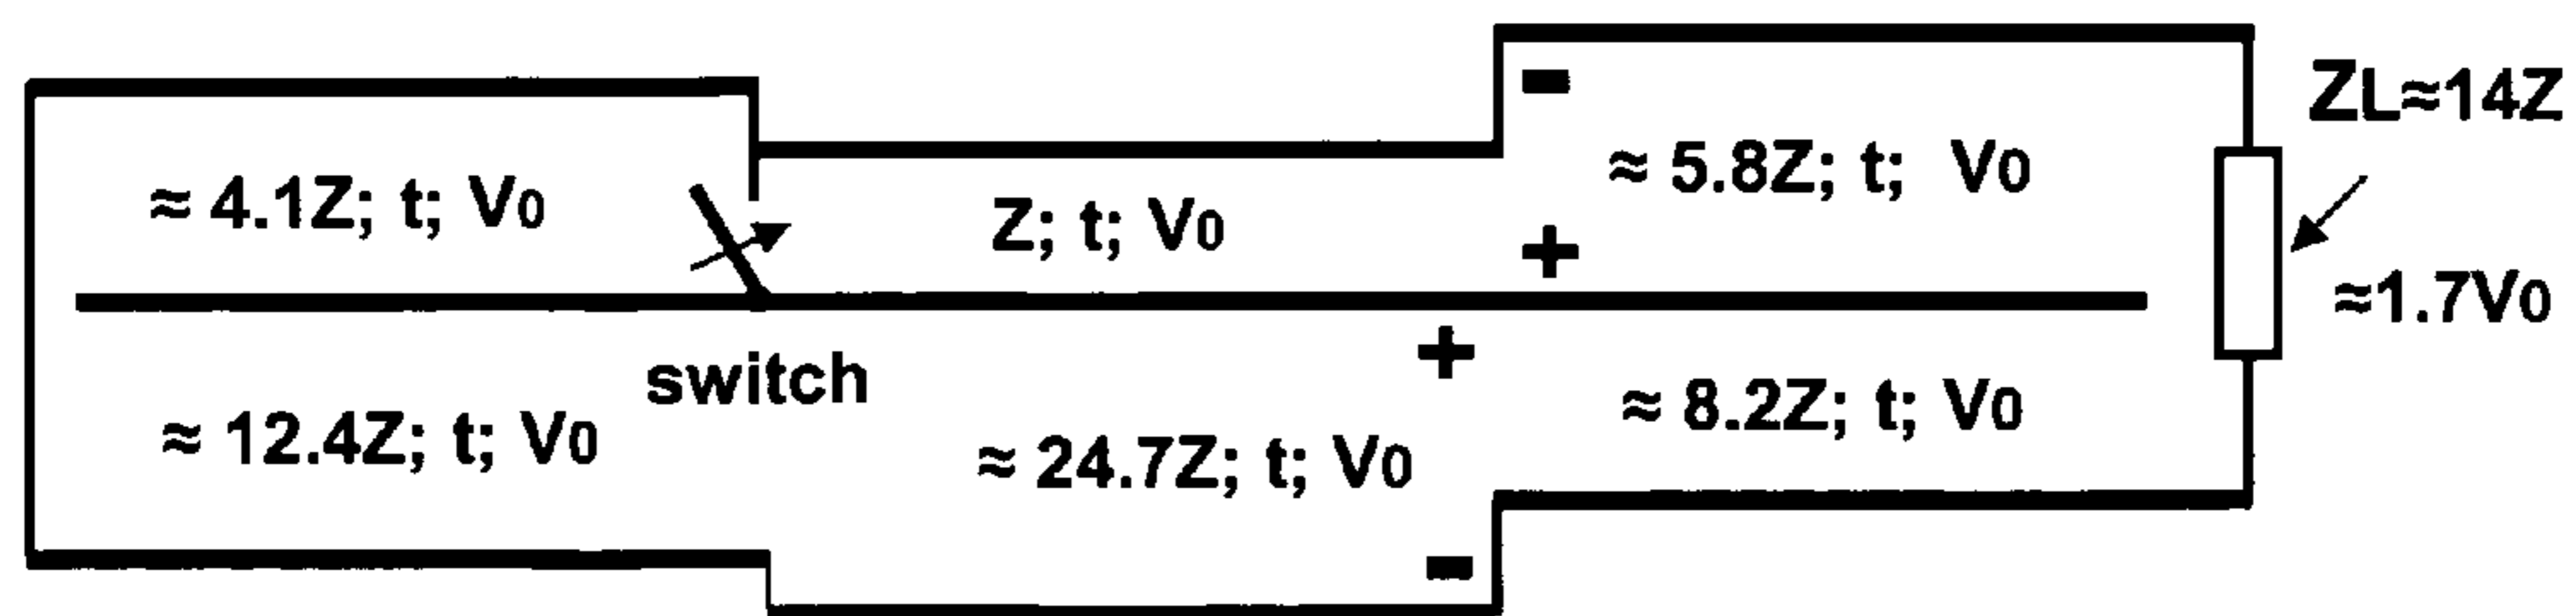 ZL≈14Z
≈ 4.1Z; t; V0
Z; t; V0
-
≈ 5.8Z; t; V0
+
≈1.7V0
switch
+
≈ 12.4Z; t; V0
≈ 24.7Z; t; V0
≈ 8.2Z; t; V0
-